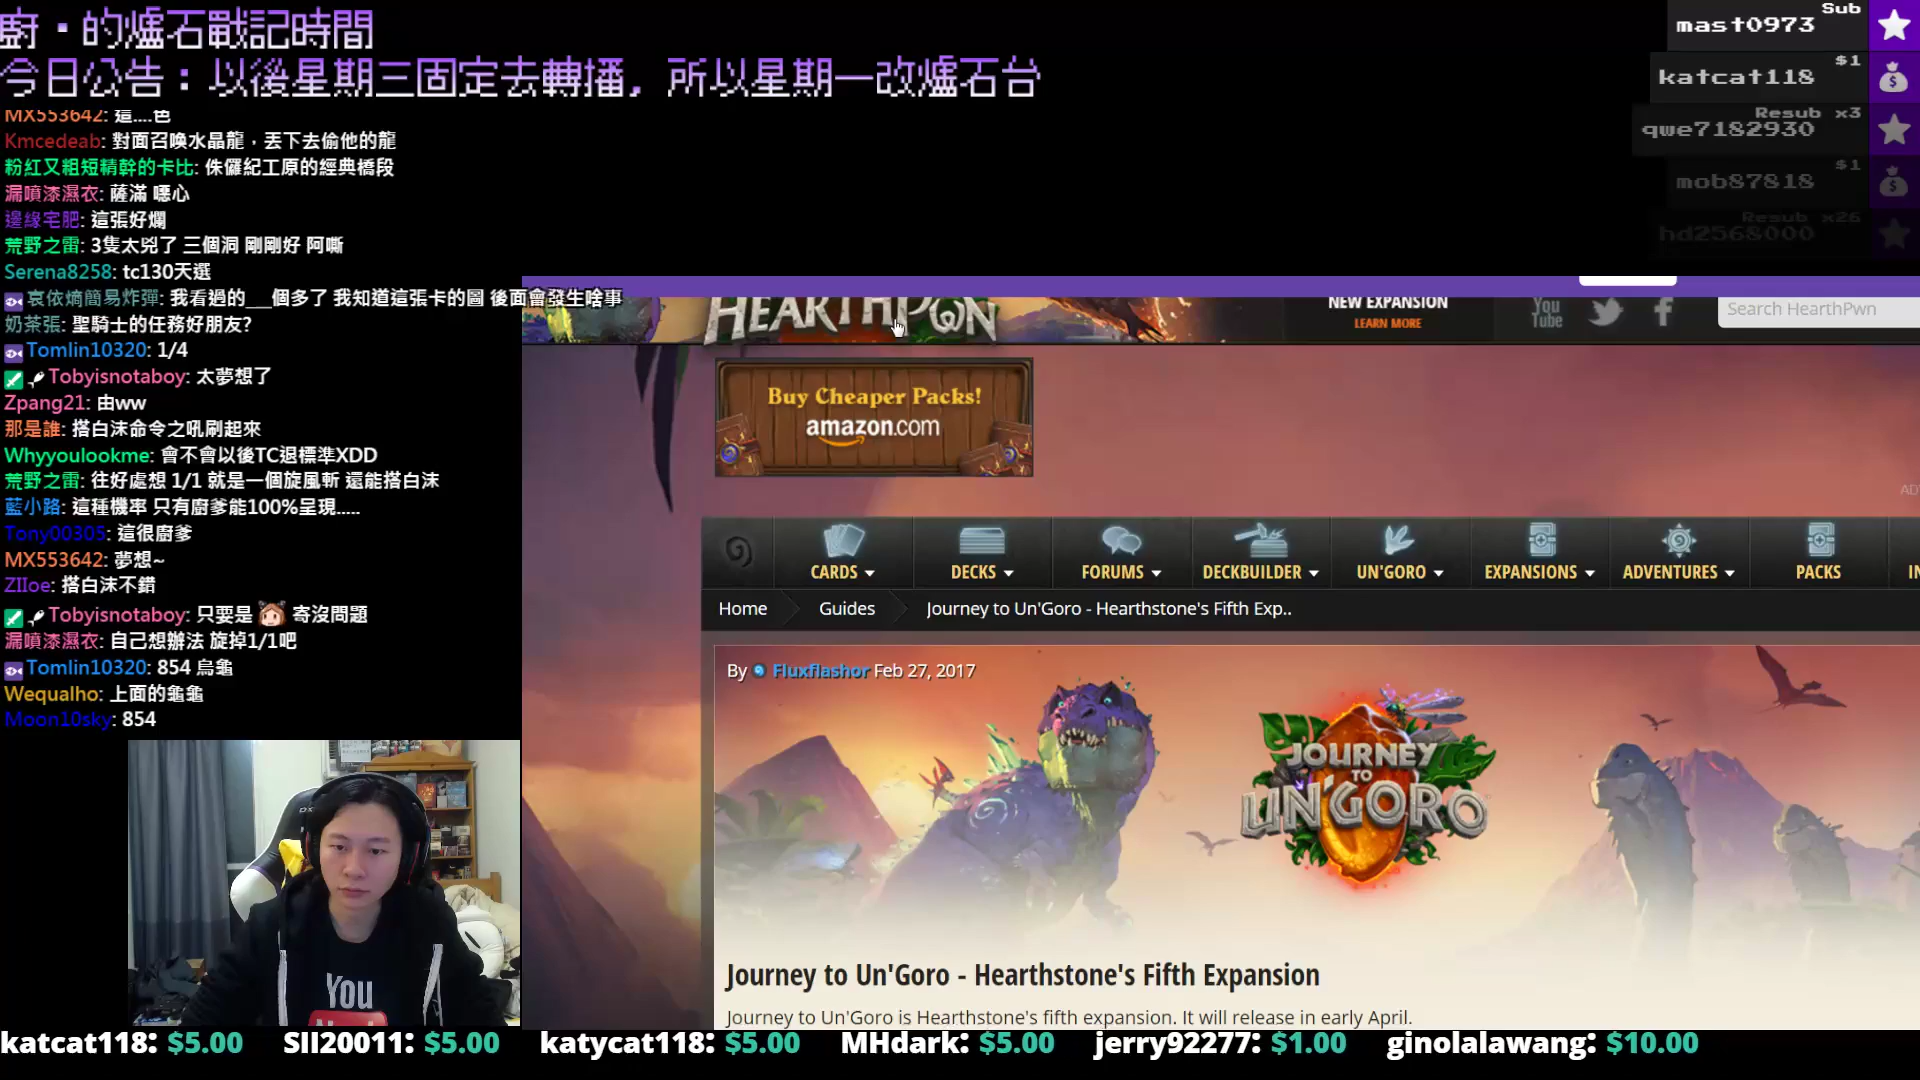 廚·的爐石戰記時間
今日公告：以後星期三固定去轉播，所以星期一改爐石台
MX553642: 這....色
Kmcedeab: 對面召喚水晶龍，丟下去偷他的龍
粉紅又粗短精幹的卡比: 侏儸紀工原的經典橋段
漏噴漆濕衣: 薩滿 噁心
邊緣宅肥: 這張好爛
荒野之雷: 3隻太兇了 三個洞 剛剛好 阿嘶
Serena8258: tc130天選
哀依熵簡易炸彈: 我看過的___個多了 我知道這張卡的圖 後面會發生啥事
奶茶張: 聖騎士的任務好朋友?
Tomlin10320: 1/4
Tobyisnotaboy: 太夢想了
Zpang21: 由ww
那是誰: 搭白沫命令之吼刷起來
Whyyoulookme: 會不會以後TC退標準XDD
荒野之雷: 往好處想 1/1 就是一個旋風斬 還能搭白沫
藍小路: 這種機率 只有廚爹能100%呈現.....
Tony00305: 這很廚爹
MX553642: 夢想~
ZIIoe: 搭白沫不錯
Tobyisnotaboy: 只要是 寄沒問題
漏噴漆濕衣: 自己想辦法 旋掉1/1吧
Tomlin10320: 854 烏龜
Wequalho: 上面的龜龜
Moon10sky: 854
Sub
mast0973
$1
katcat118
Resub x3
qwe7182930
$1
mob87818
Resub x26
hd2568000
HEARTHPWN
NEW EXPANSION
LEARN MORE
You
Tube
Search HearthPwn
Buy Cheaper Packs!
amazon.com
AD
CARDS
DECKS
FORUMS
DECKBUILDER
UN'GORO
EXPANSIONS
ADVENTURES
PACKS
IN
Home
Guides
Journey to Un'Goro - Hearthstone's Fifth Exp..
By Fluxflashor Feb 27, 2017
JOURNEY
TO
UN'GORO
Journey to Un'Goro - Hearthstone's Fifth Expansion
Journey to Un'Goro is Hearthstone's fifth expansion. It will release in early April.
You
katcat118: $5.00 SII20011: $5.00 katycat118: $5.00 MHdark: $5.00 jerry92277: $1.00 ginolalawang: $10.00